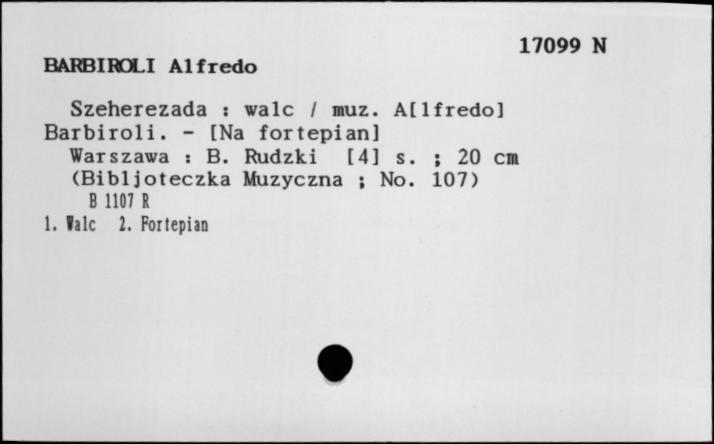 17099 N
BARBIROLI Alfredo
Szeherezada : walc / muz. A[lfredo]
Barbiroli. - [Na fortepian]
Warszawa : B. Rudzki [4] s. ; 20 cm
(Bibljoteczka Muzyczna ; No. 107)
B 1107 R
1. Walc 2. Fortepian